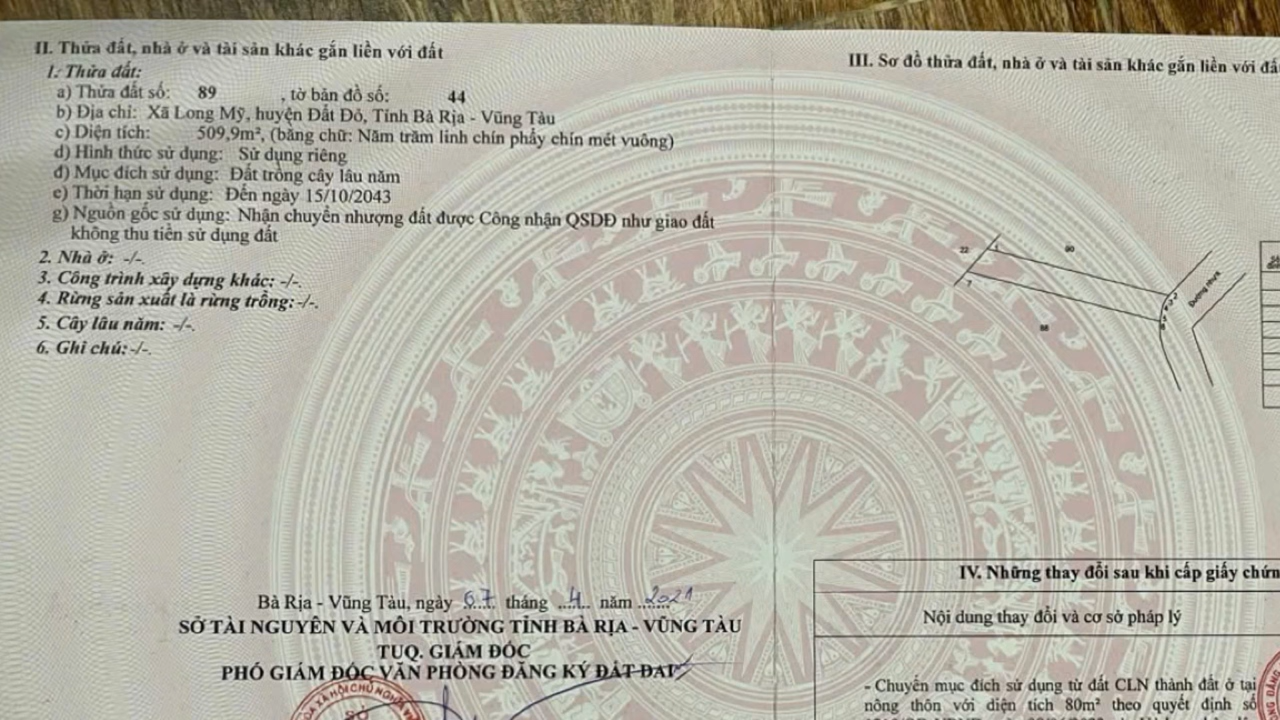 II. Thửa đất, nhà ở và tài sản khác gắn liền với đất
1. Thửa đất:
a) Thửa đất số: 89 , tờ bản đồ số: 44
b) Địa chỉ: Xã Long Mỹ, huyện Đất Đỏ, Tỉnh Bà Rịa - Vũng Tàu
c) Diện tích: 509,9m², (bằng chữ: Năm trăm linh chín phẩy chín mét vuông)
d) Hình thức sử dụng: Sử dụng riêng
đ) Mục đích sử dụng: Đất trồng cây lâu năm
e) Thời hạn sử dụng: Đến ngày 15/10/2043
g) Nguồn gốc sử dụng: Nhận chuyển nhượng đất được Công nhận QSDĐ như giao đất
không thu tiền sử dụng đất
2. Nhà ở: -/-.
3. Công trình xây dựng khác: -/-.
4. Rừng sản xuất là rừng trồng: -/-.
5. Cây lâu năm: -/-.
6. Ghi chú: -/-.
Bà Rịa - Vũng Tàu, ngày 07 tháng 4 năm 2021
SỞ TÀI NGUYÊN VÀ MÔI TRƯỜNG TỈNH BÀ RỊA - VŨNG TÀU
TUQ. GIÁM ĐỐC
PHÓ GIÁM ĐỐC VĂN PHÒNG ĐĂNG KÝ ĐẤT ĐAI
III. Sơ đồ thửa đất, nhà ở và tài sản khác gắn liền với
22
1
90
7
88
Đường Nhựa
IV. Những thay đổi sau khi cấp giấy
Nội dung thay đổi và cơ sở pháp lý
- Chuyển mục đích sử dụng từ đất CLN thành đất ở tại
nông thôn với diện tích 80m² theo quyết định số